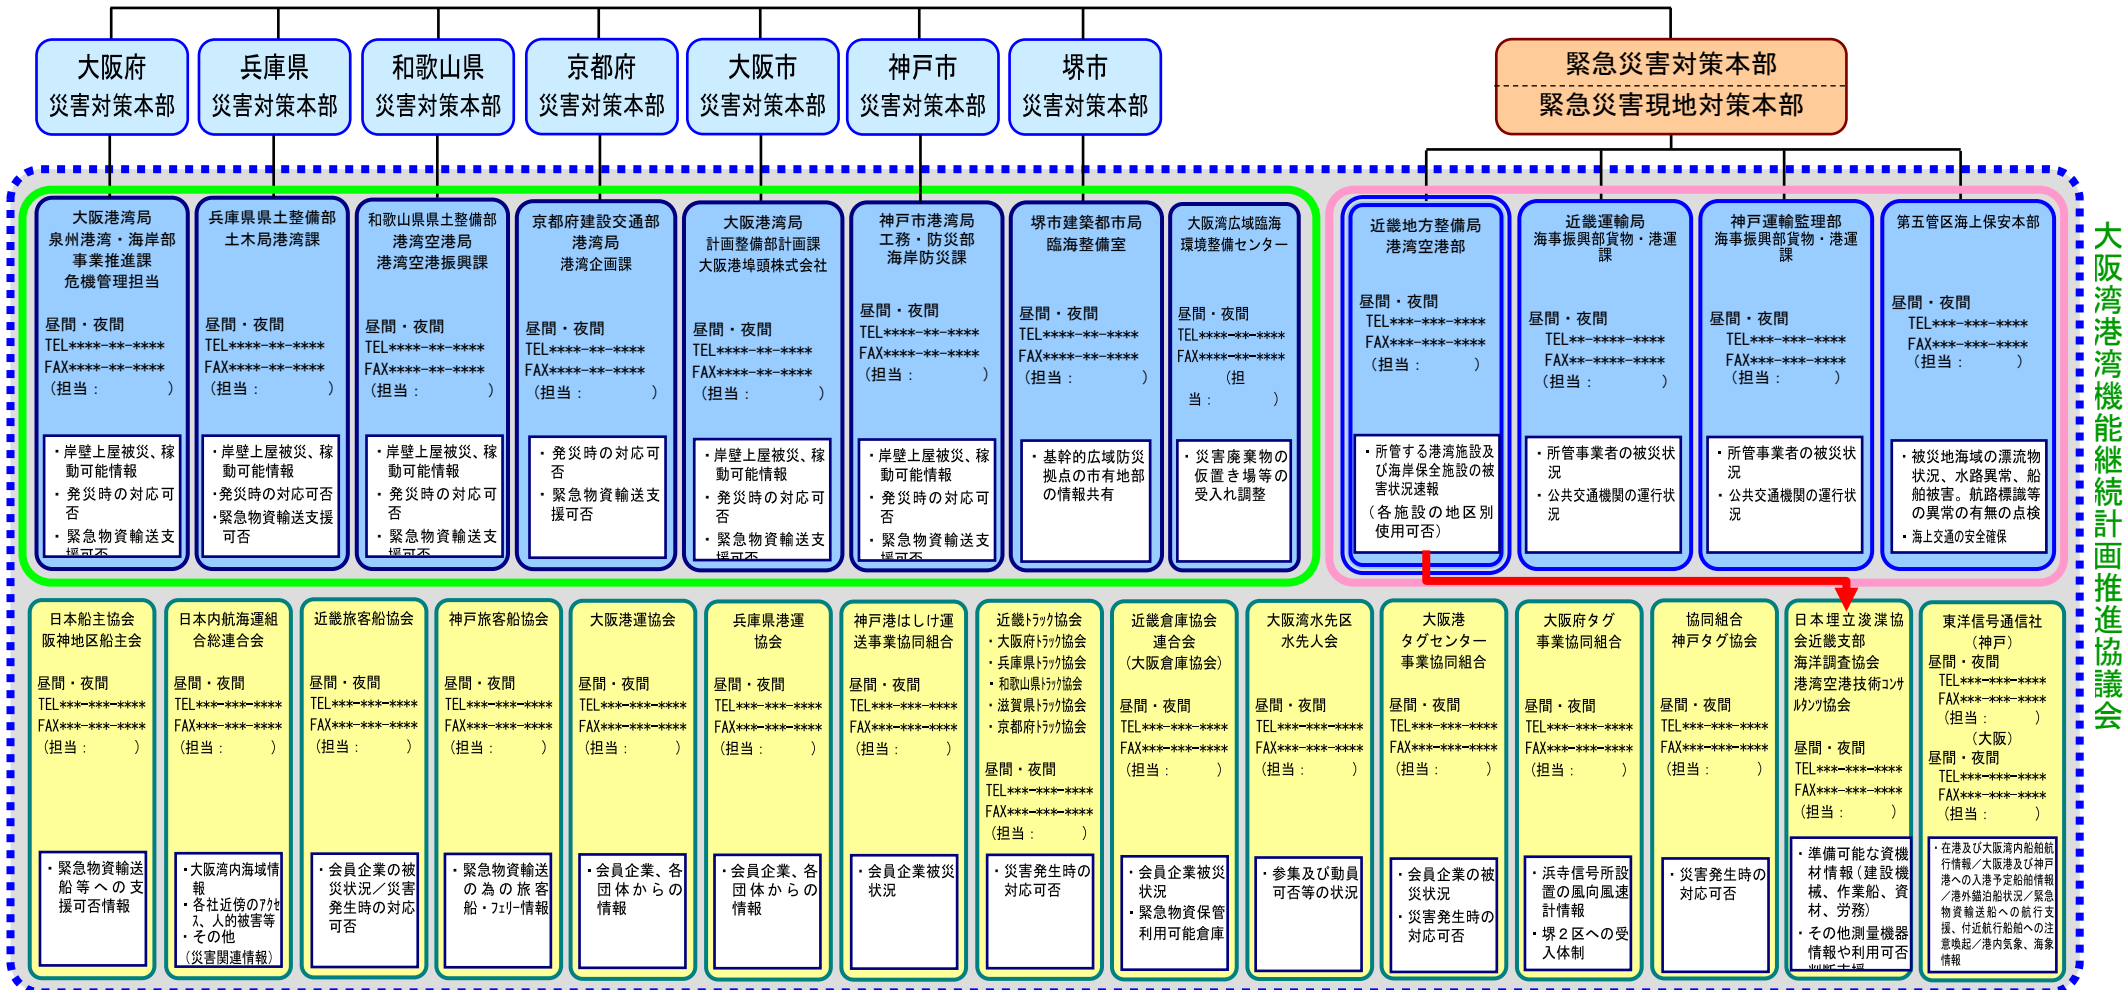 大阪府
災害対策本部
兵庫県
災害対策本部
和歌山県
災害対策本部
京都府
災害対策本部
大阪市
災害対策本部
神戸市
災害対策本部
堺市
災害対策本部
緊急災害対策本部
緊急災害現地対策本部
大阪港湾局
泉州港湾・海岸部
事業推進課
危機管理担当
昼間・夜間
TEL****-**-****
FAX****-**-****
（担当：　　　　）
・岸壁上屋被災、稼
動可能情報
・発災時の対応可
否
・緊急物資輸送支
援可否
兵庫県県土整備部
土木局港湾課
昼間・夜間
TEL****-**-****
FAX****-**-****
（担当：　　　　）
・岸壁上屋被災、稼
動可能情報
・発災時の対応可否
・緊急物資輸送支援
可否
和歌山県県土整備部
港湾空港局
港湾空港振興課
昼間・夜間
TEL****-**-****
FAX****-**-****
（担当：　　　　）
・岸壁上屋被災、稼
動可能情報
・発災時の対応可
否
・緊急物資輸送支
援可否
京都府建設交通部
港湾局
港湾企画課
昼間・夜間
TEL****-**-****
FAX****-**-****
（担当：　　　　）
・発災時の対応可
否
・緊急物資輸送支
援可否
大阪港湾局
計画整備部計画課
大阪港埠頭株式会社
昼間・夜間
TEL****-**-****
FAX****-**-****
（担当：　　　　）
・岸壁上屋被災、稼
動可能情報
・発災時の対応可
否
・緊急物資輸送支
援可否
神戸市港湾局
工務・防災部
海岸防災課
昼間・夜間
TEL****-**-****
FAX****-**-****
（担当：　　　　）
・岸壁上屋被災、稼
動可能情報
・発災時の対応可
否
・緊急物資輸送支
援可否
堺市建築都市局
臨海整備室
昼間・夜間
TEL****-**-****
FAX****-**-****
（担当：　　　　）
・基幹的広域防災
拠点の市有地部
の情報共有
大阪湾広域臨海
環境整備センター
昼間・夜間
TEL****-**-****
FAX****-**-****
（担
当：　　　　）
・災害廃棄物の
仮置き場等の
受入れ調整
近畿地方整備局
港湾空港部
昼間・夜間
TEL***-***-****
FAX***-***-****
（担当：　　　　）
・所管する港湾施設及
び海岸保全施設の被
害状況速報
（各施設の地区別
使用可否）
近畿運輸局
海事振興部貨物・港運
課
昼間・夜間
TEL**-****-****
FAX**-****-****
（担当：　　　　）
・所管事業者の被災状
況
・公共交通機関の運行状
況
神戸運輸監理部
海事振興部貨物・港運
課
昼間・夜間
TEL***-***-****
FAX***-***-****
（担当：　　　　）
・所管事業者の被災状
況
・公共交通機関の運行状
況
第五管区海上保安本部
昼間・夜間
TEL***-***-****
FAX***-***-****
（担当：　　　　）
・被災地海域の漂流物
状況、水路異常、船
舶被害。航路標識等
の異常の有無の点検
・海上交通の安全確保
大阪湾港湾機能継続計画推進協議会
日本船主協会
阪神地区船主会
昼間・夜間
TEL***-***-****
FAX***-***-****
（担当：　　　　）
・緊急物資輸送
船等への支
援可否情報
日本内航海運組
合総連合会
昼間・夜間
TEL***-***-****
FAX***-***-****
（担当：　　　　）
・大阪湾内海域情
報
・各社近傍のｱｸｾ
ｽ、人的被害等
・その他
（災害関連情報）
近畿旅客船協会
昼間・夜間
TEL***-***-****
FAX***-***-****
（担当：　　　　）
・会員企業の被
災状況／災害
発生時の対応
可否
神戸旅客船協会
昼間・夜間
TEL***-***-****
FAX***-***-****
（担当：　　　　）
・緊急物資輸送
の為の旅客
船・ﾌｪﾘｰ情報
大阪港運協会
昼間・夜間
TEL***-***-****
FAX***-***-****
（担当：　　　　）
・会員企業、各
団体からの
情報
兵庫県港運
協会
昼間・夜間
TEL***-***-****
FAX***-***-****
（担当：　　　　）
・会員企業、各
団体からの
情報
神戸港はしけ運
送事業協同組合
昼間・夜間
TEL***-***-****
FAX***-***-****
（担当：　　　　）
・会員企業被災
状況
近畿ﾄﾗｯｸ協会
・大阪府ﾄﾗｯｸ協会
・兵庫県ﾄﾗｯｸ協会
・和歌山県ﾄﾗｯｸ協会
・滋賀県ﾄﾗｯｸ協会
・京都府ﾄﾗｯｸ協会
昼間・夜間
TEL***-***-****
FAX***-***-****
（担当：　　　　）
・災害発生時の
対応可否
近畿倉庫協会
連合会
（大阪倉庫協会）
昼間・夜間
TEL***-***-****
FAX***-***-****
（担当：　　　　）
・会員企業被災
状況
・緊急物資保管
利用可能倉庫
大阪湾水先区
水先人会
昼間・夜間
TEL***-***-****
FAX***-***-****
（担当：　　　　）
・参集及び動員
可否等の状況
大阪港
タグセンター
事業協同組合
昼間・夜間
TEL***-***-****
FAX***-***-****
（担当：　　　　）
・会員企業の被
災状況
・災害発生時の
対応可否
大阪府タグ
事業協同組合
昼間・夜間
TEL***-***-****
FAX***-***-****
（担当：　　　　）
・浜寺信号所設
置の風向風速
計情報
・堺２区への受
入体制
協同組合
神戸タグ協会
昼間・夜間
TEL***-***-****
FAX***-***-****
（担当：　　　　）
・災害発生時の
対応可否
日本埋立浚渫協
会近畿支部
海洋調査協会
港湾空港技術ｺﾝｻ
ﾙﾀﾝﾂ協会
昼間・夜間
TEL***-***-****
FAX***-***-****
（担当：　　　　）
・準備可能な資機
材情報（建設機
械、作業船、資
材、労務）
・その他測量機器
情報や利用可否
判断支援
東洋信号通信社
（神戸）
昼間・夜間
TEL***-***-****
FAX***-***-****
（担当：　　　　）
（大阪）
昼間・夜間
TEL***-***-****
FAX***-***-****
（担当：　　　　）
・在港及び大阪湾内船舶航
行情報／大阪港及び神戸
港への入港予定船舶情報
／港外錨泊船状況／緊急
物資輸送船への航行支
援、付近航行船舶への注
意喚起／港内気象、海象
情報